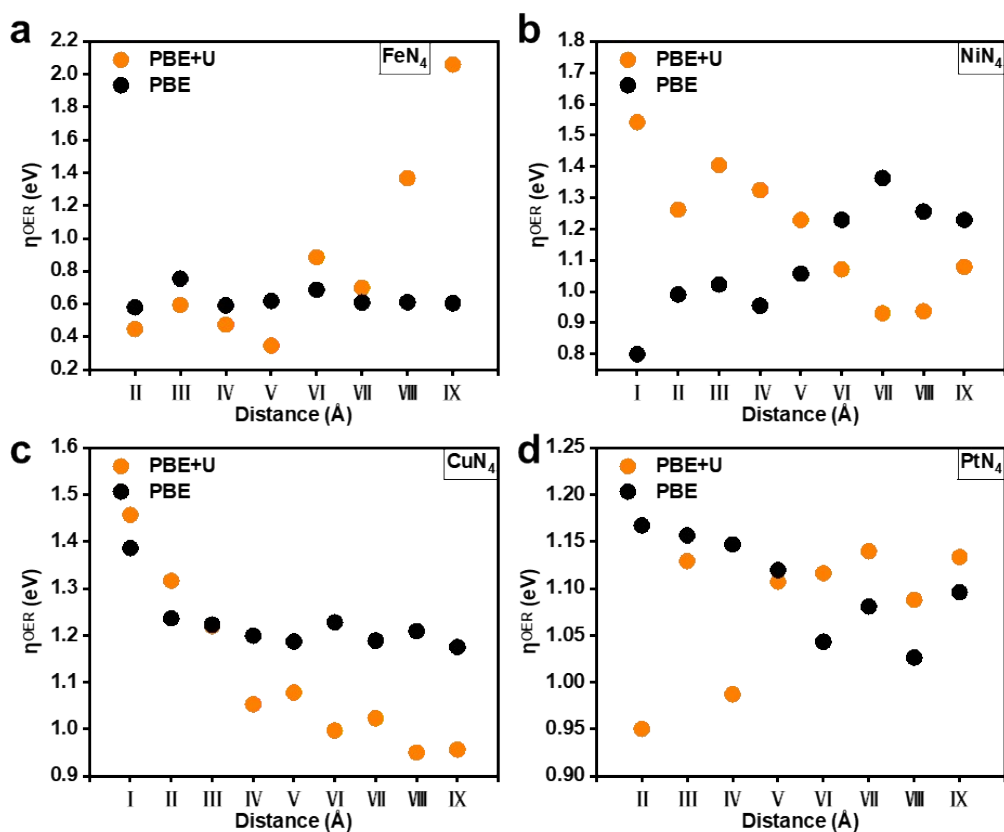 a
PBE+U
PBE
FeN₄
2.2
2.0
1.8
1.6
1.4
1.2
1.0
0.8
0.6
0.4
0.2
η^OER (eV)
Ⅱ Ⅲ Ⅳ Ⅴ Ⅵ Ⅶ Ⅷ Ⅸ
Distance (Å)
b
PBE+U
PBE
NiN₄
1.8
1.7
1.6
1.5
1.4
1.3
1.2
1.1
1.0
0.9
0.8
η^OER (eV)
Ⅰ Ⅱ Ⅲ Ⅳ Ⅴ Ⅵ Ⅶ Ⅷ Ⅸ
Distance (Å)
c
PBE+U
PBE
CuN₄
1.6
1.5
1.4
1.3
1.2
1.1
1.0
0.9
η^OER (eV)
Ⅰ Ⅱ Ⅲ Ⅳ Ⅴ Ⅵ Ⅶ Ⅷ Ⅸ
Distance (Å)
d
PBE+U
PBE
PtN₄
1.25
1.20
1.15
1.10
1.05
1.00
0.95
0.90
η^OER (eV)
Ⅱ Ⅲ Ⅳ Ⅴ Ⅵ Ⅶ Ⅷ Ⅸ
Distance (Å)